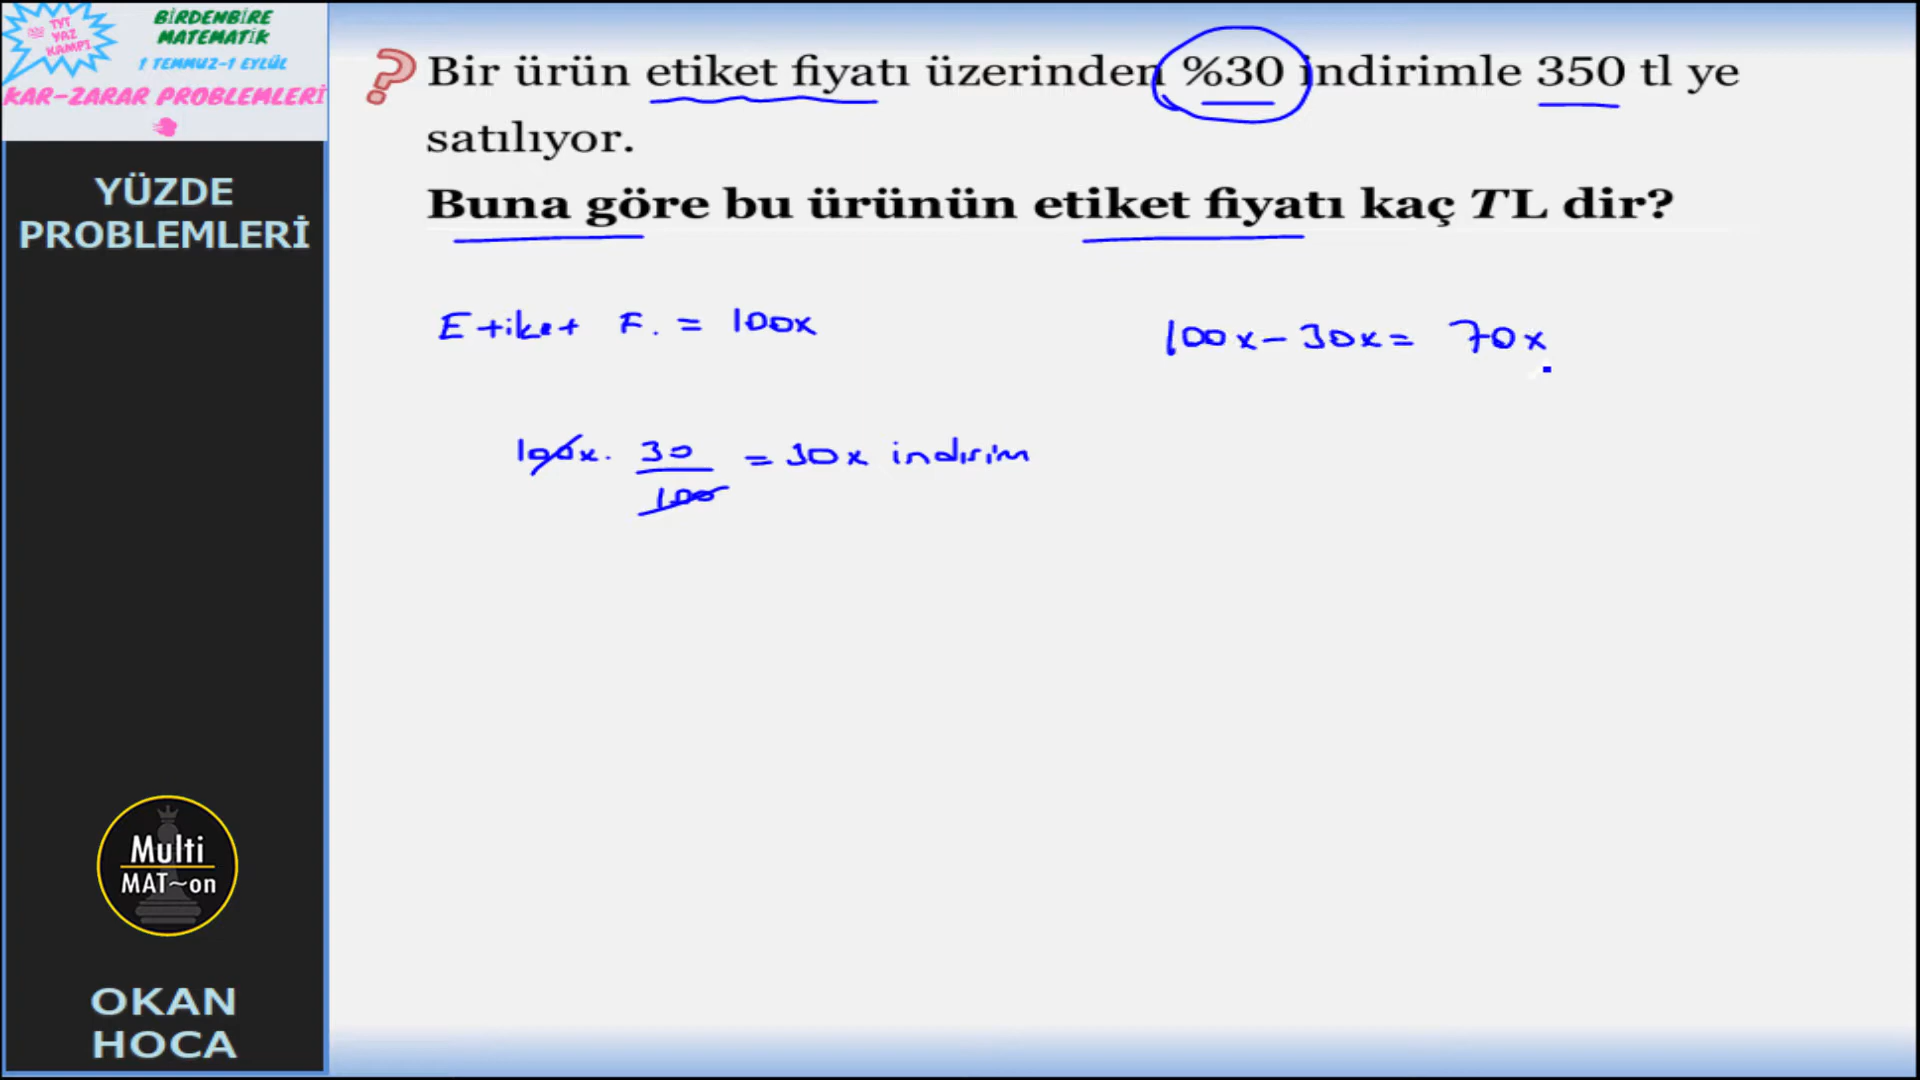 TYT
YAZ
KAMPI
BİRDENBİRE
MATEMATİK
1 TEMMUZ-1 EYLÜL
KAR-ZARAR PROBLEMLERİ
YÜZDE
PROBLEMLERİ
? Bir ürün etiket fiyatı üzerinden %30 indirimle 350 tl ye
satılıyor.
Buna göre bu ürünün etiket fiyatı kaç TL dir?
Etiket F. = 100x
100x - 30x = 70x
100x . 30/100 = 30x indirim
Multi
MAT~on
OKAN
HOCA